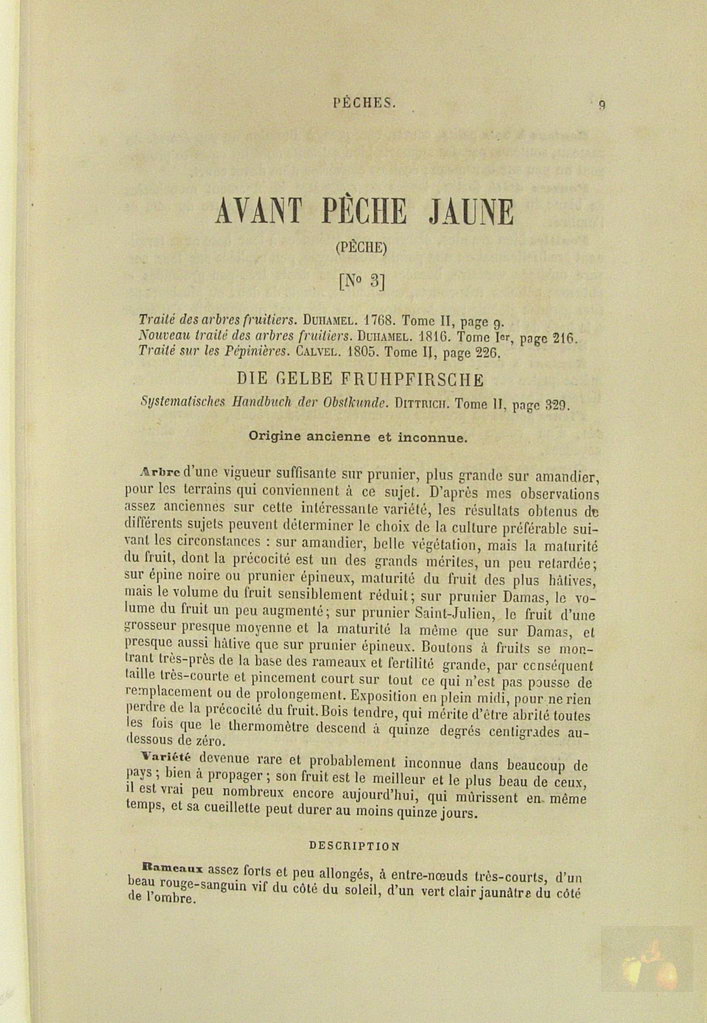 PÊCHES. 9
AVANT PÊCHE JAUNE
(PÊCHE)
[No 3]
Traité des arbres fruitiers. DUHAMEL. 1768. Tome II, page 9.
Nouveau traité des arbres fruitiers. DUHAMEL. 1816. Tome Ier, page 216.
Traité sur les Pépinières. CALVEL. 1805. Tome II, page 226.
DIE GELBE FRUHPFIRSCHE
Systematisches Handbuch der Obstkunde. DITTRICH. Tome II, page 329.
Origine ancienne et inconnue.
Arbre d'une vigueur suffisante sur prunier, plus grande sur amandier,
pour les terrains qui conviennent à ce sujet. D'après mes observations
assez anciennes sur cette intéressante variété, les résultats obtenus de
différents sujets peuvent déterminer le choix de la culture préférable sui-
vant les circonstances : sur amandier, belle végétation, mais la maturité
du fruit, dont la précocité est un des grands mérites, un peu retardée;
sur épine noire ou prunier épineux, maturité du fruit des plus hâtives,
mais le volume du fruit sensiblement réduit; sur prunier Damas, le vo-
lume du fruit un peu augmenté; sur prunier Saint-Julien, le fruit d'une
grosseur presque moyenne et la maturité la même que sur Damas, et
presque aussi hâtive que sur prunier épineux. Boutons à fruits se mon-
trant très-près de la base des rameaux et fertilité grande, par conséquent
taille très-courte et pincement court sur tout ce qui n'est pas pousse de
remplacement ou de prolongement. Exposition en plein midi, pour ne rien
perdre de la précocité du fruit. Bois tendre, qui mérite d'être abrité toutes
les fois que le thermomètre descend à quinze degrés centigrades au-
dessous de zéro.
Variété devenue rare et probablement inconnue dans beaucoup de
pays; bien à propager; son fruit est le meilleur et le plus beau de ceux,
il est vrai peu nombreux encore aujourd'hui, qui mûrissent en même
temps, et sa cueillette peut durer au moins quinze jours.
DESCRIPTION
Rameaux assez forts et peu allongés, à entre-nœuds très-courts, d'un
beau rouge-sanguin vif du côté du soleil, d'un vert clair jaunâtre du côté
de l'ombre.